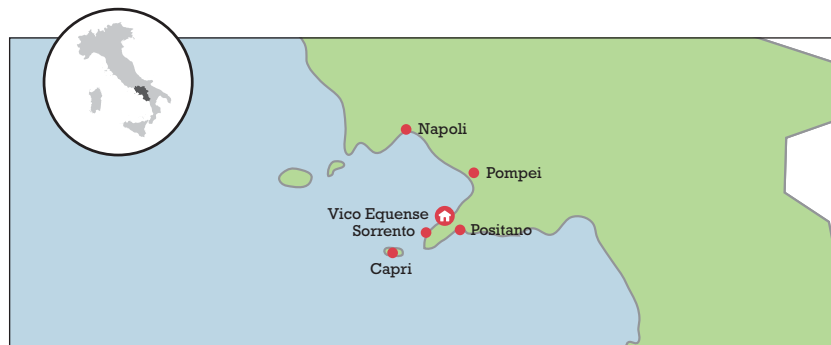 Napoli
Pompei
Vico Equense
Sorrento
Positano
Capri